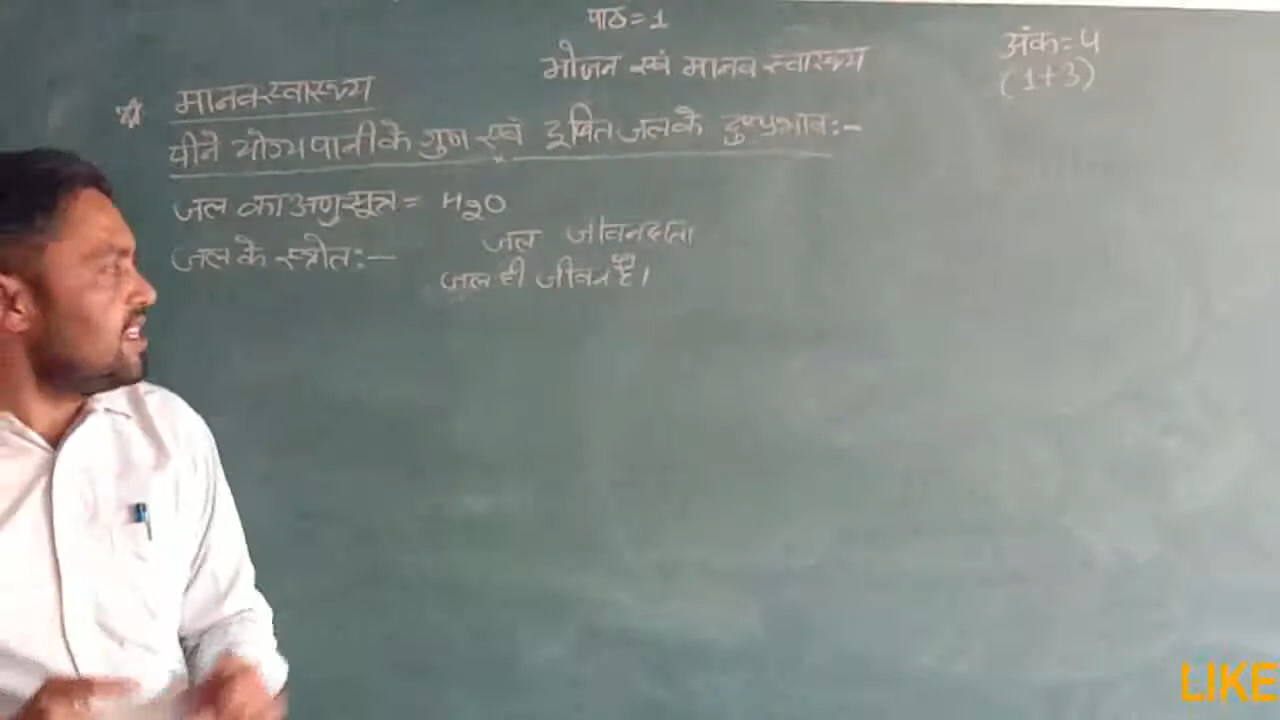 पाठ = 1
भोजन एवं मानव स्वास्थ्य
अंक = 4
(1+3)
मानव स्वास्थ्य
पीने योग्य पानी के गुण एवं दूषित जल के दुष्प्रभाव :-
जल का अणुसूत्र = H2O
जल के स्त्रोत :-
जल जीवनदाता
जल ही जीवन है।
LIKE